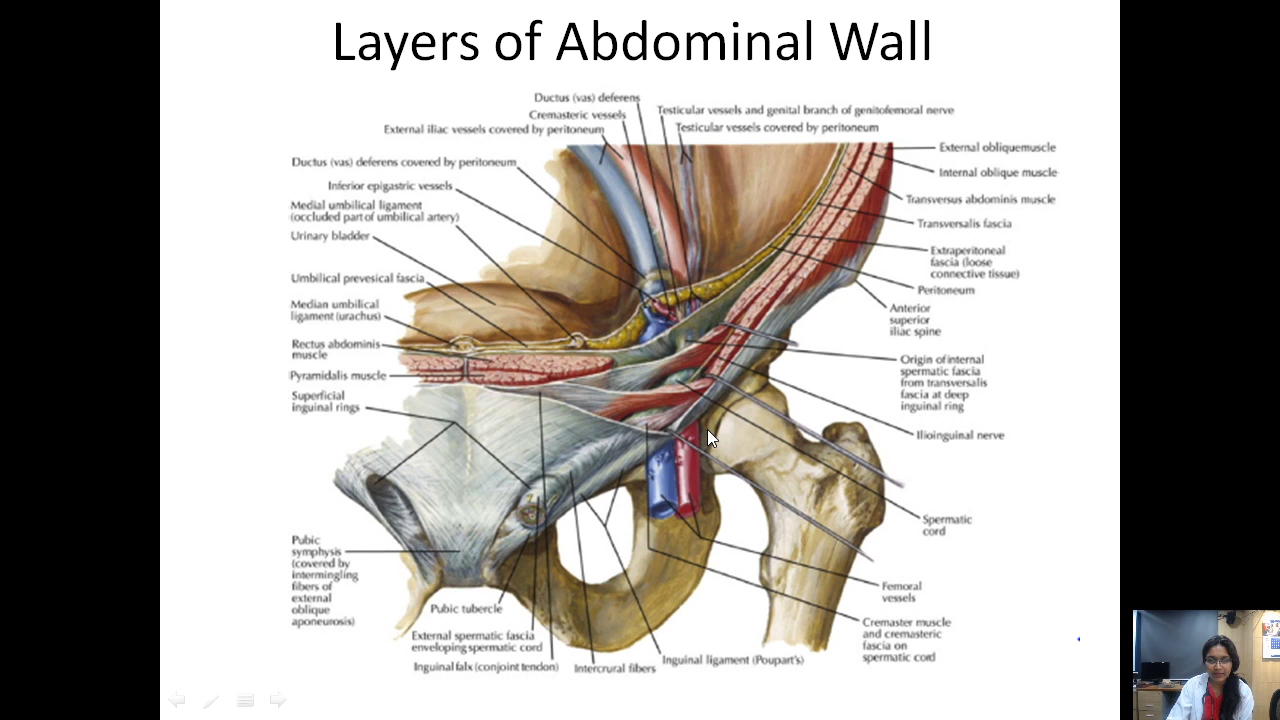 Layers of Abdominal Wall
Ductus (vas) deferens
Cremasteric vessels
External iliac vessels covered by peritoneum
Testicular vessels and genital branch of genitofemoral nerve
Testicular vessels covered by peritoneum
Ductus (vas) deferens covered by peritoneum
Inferior epigastric vessels
Medial umbilical ligament
(occluded part of umbilical artery)
Urinary bladder
Umbilical prevesical fascia
Median umbilical
ligament (urachus)
Rectus abdominis
muscle
Pyramidalis muscle
Superficial
inguinal rings
Pubic
symphysis
(covered by
intermingling
fibers of
external
oblique
aponeurosis)
Pubic tubercle
External spermatic fascia
enveloping spermatic cord
Inguinal falx (conjoint tendon)
Intercrural fibers
Inguinal ligament (Poupart's)
External obliquemuscle
Internal oblique muscle
Transversus abdominis muscle
Transversalis fascia
Extraperitoneal
fascia (loose
connective tissue)
Peritoneum
Anterior
superior
iliac spine
Origin of internal
spermatic fascia
from transversalis
fascia at deep
inguinal ring
Ilioinguinal nerve
Spermatic
cord
Femoral
vessels
Cremaster muscle
and cremasteric
fascia on
spermatic cord